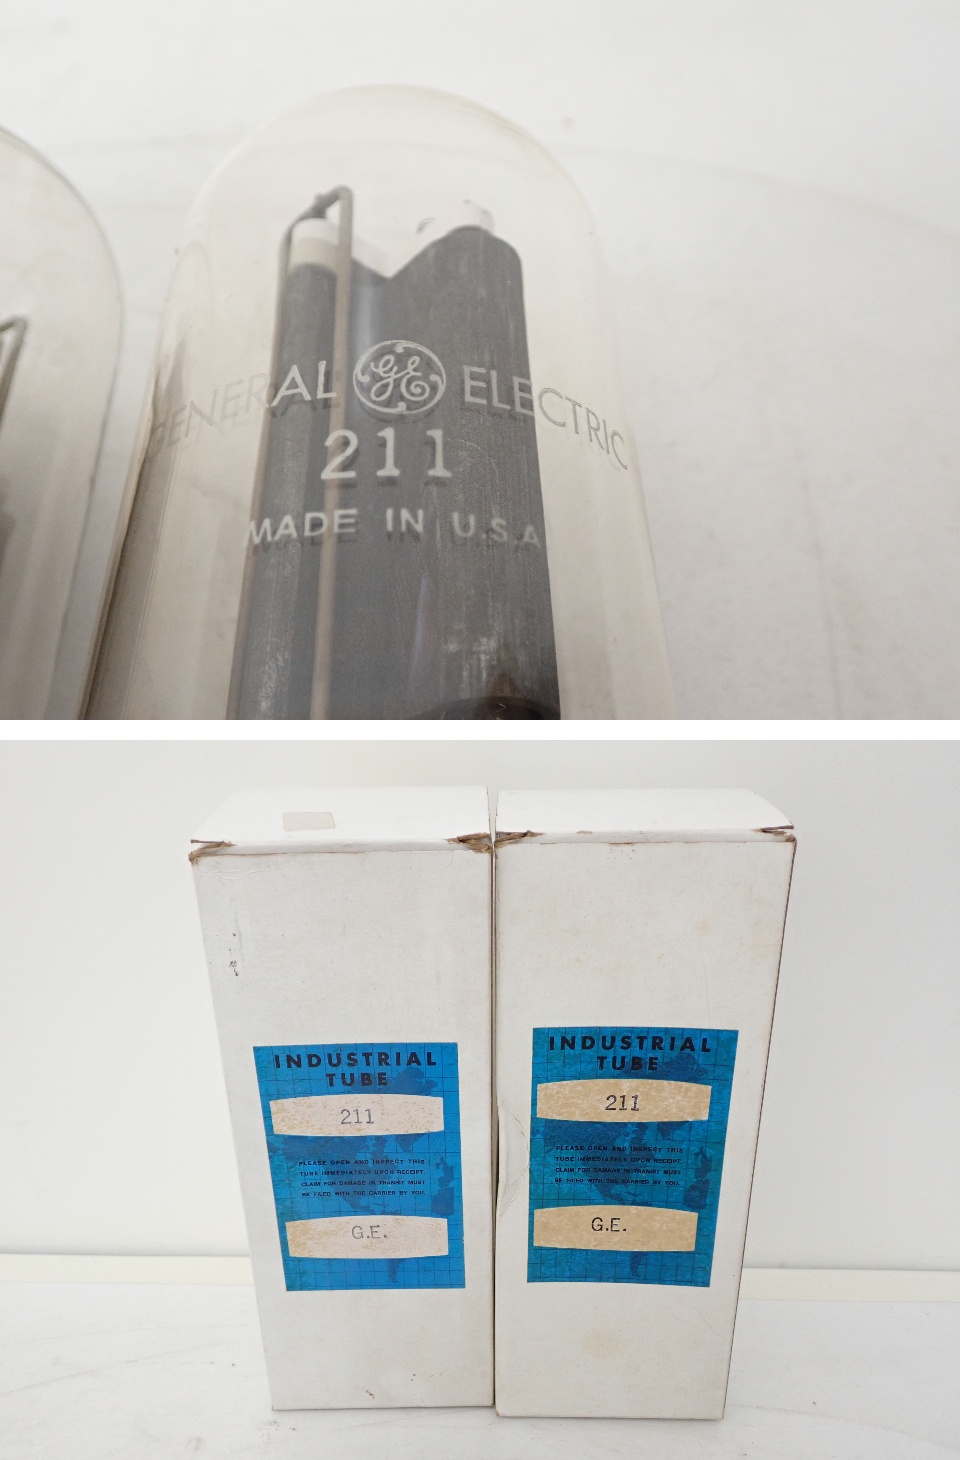 GENERAL GE ELECTRIC
211
MADE IN U.S.A
INDUSTRIAL
TUBE
211
PLEASE OPEN AND INSPECT THIS
TUBE IMMEDIATELY UPON RECEIPT.
CLAIM FOR DAMAGE IN TRANSIT MUST
BE FILED WITH THE CARRIER BY YOU.
G.E.
INDUSTRIAL
TUBE
211
PLEASE OPEN AND INSPECT THIS
TUBE IMMEDIATELY UPON RECEIPT.
CLAIM FOR DAMAGE IN TRANSIT MUST
BE FILED WITH THE CARRIER BY YOU.
G.E.